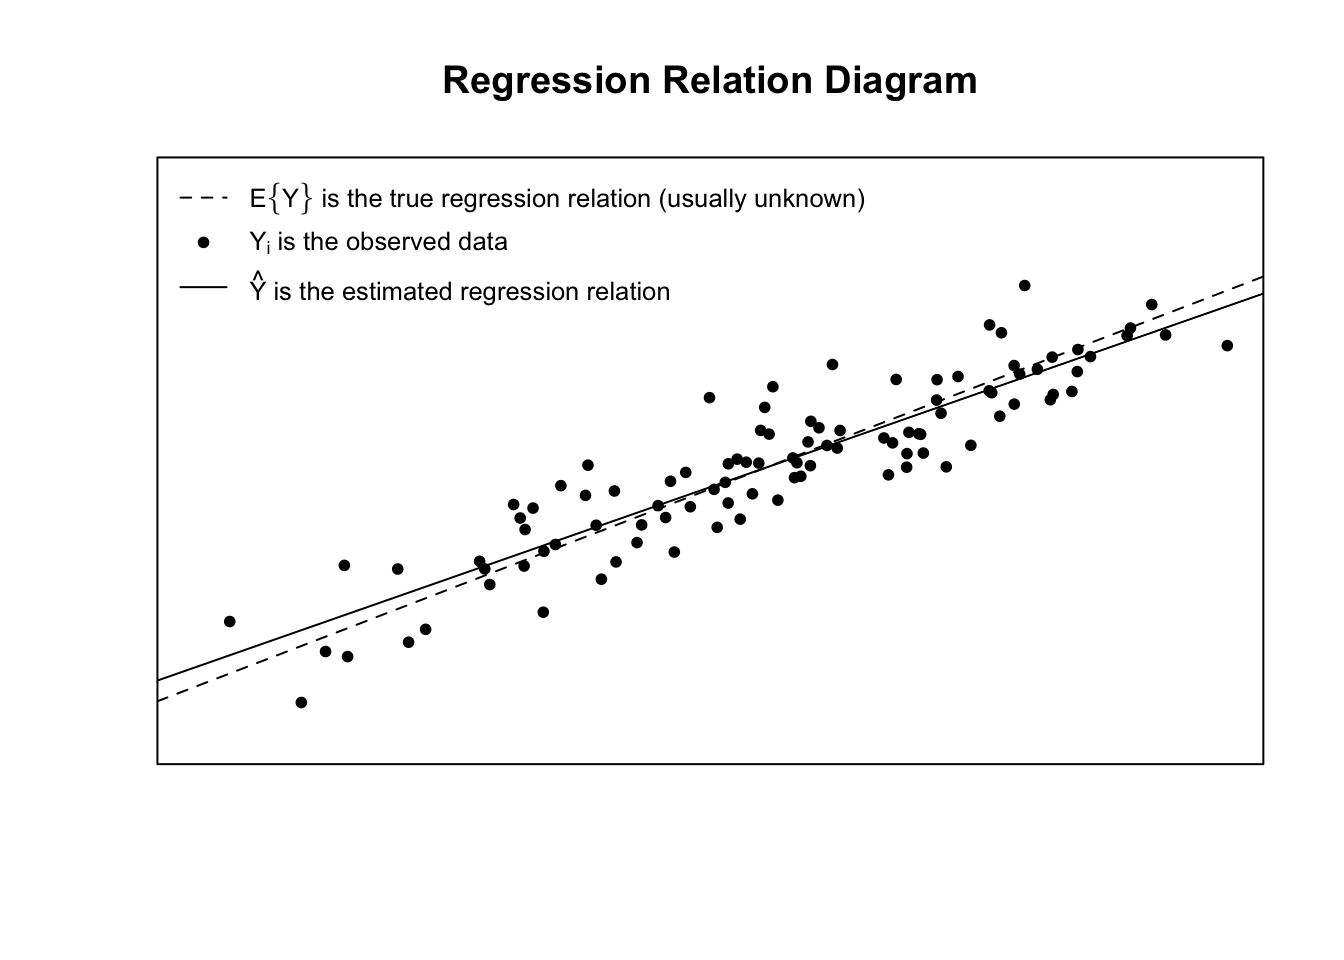 Regression Relation Diagram
E{Y} is the true regression relation (usually unknown)
Yᵢ is the observed data
Ŷ is the estimated regression relation